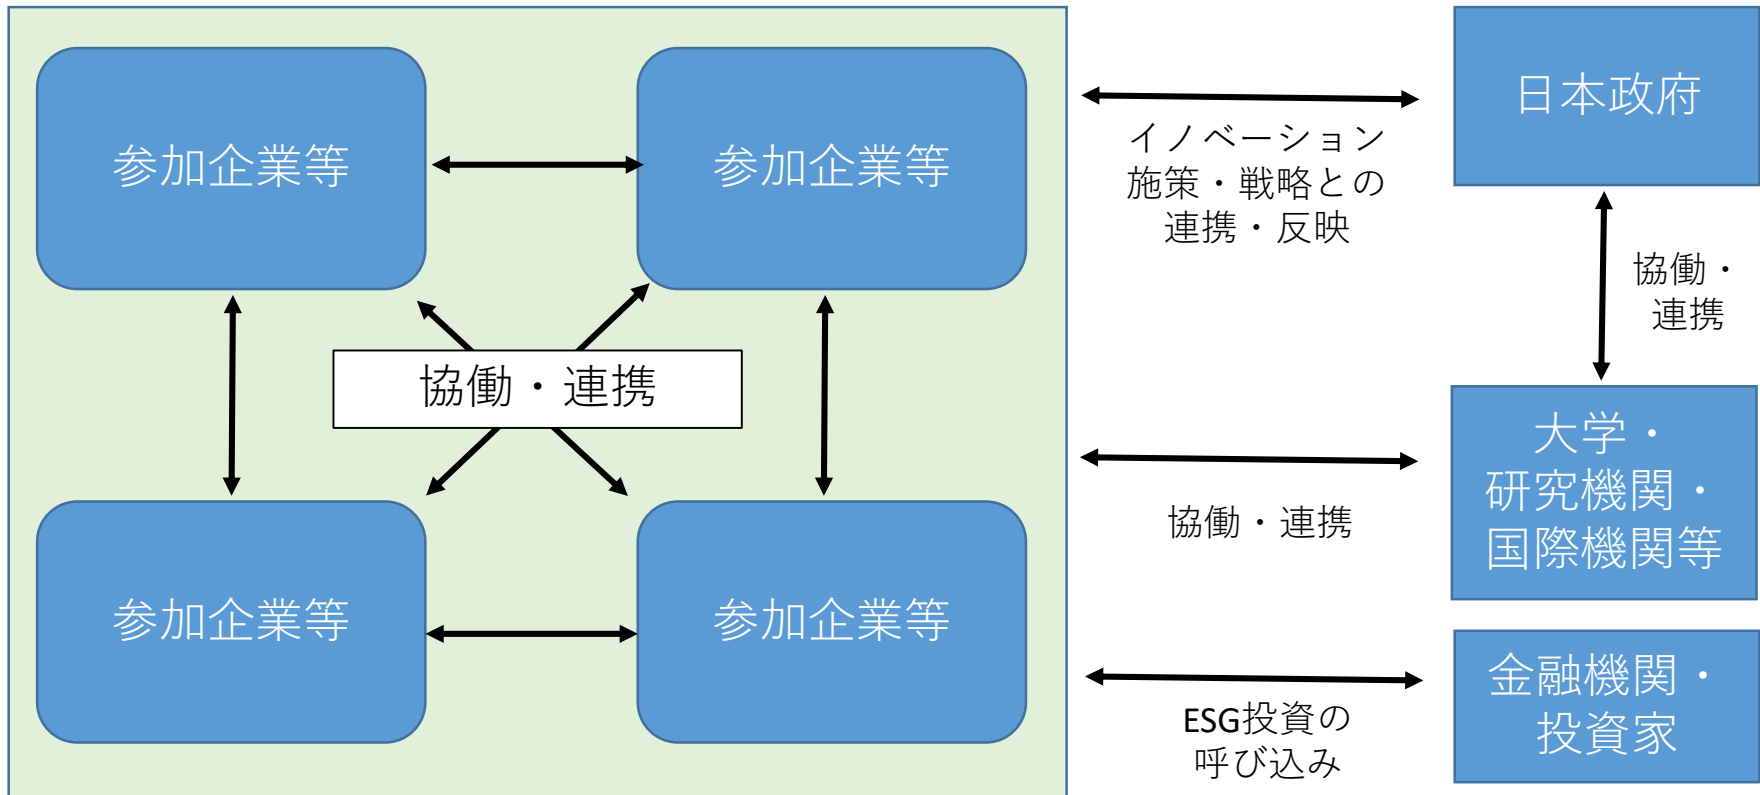 参加企業等
参加企業等
協働・連携
参加企業等
参加企業等
イノベーション
施策・戦略との
連携・反映
協働・連携
ESG投資の
呼び込み
日本政府
協働・
連携
大学・
研究機関・
国際機関等
金融機関・
投資家